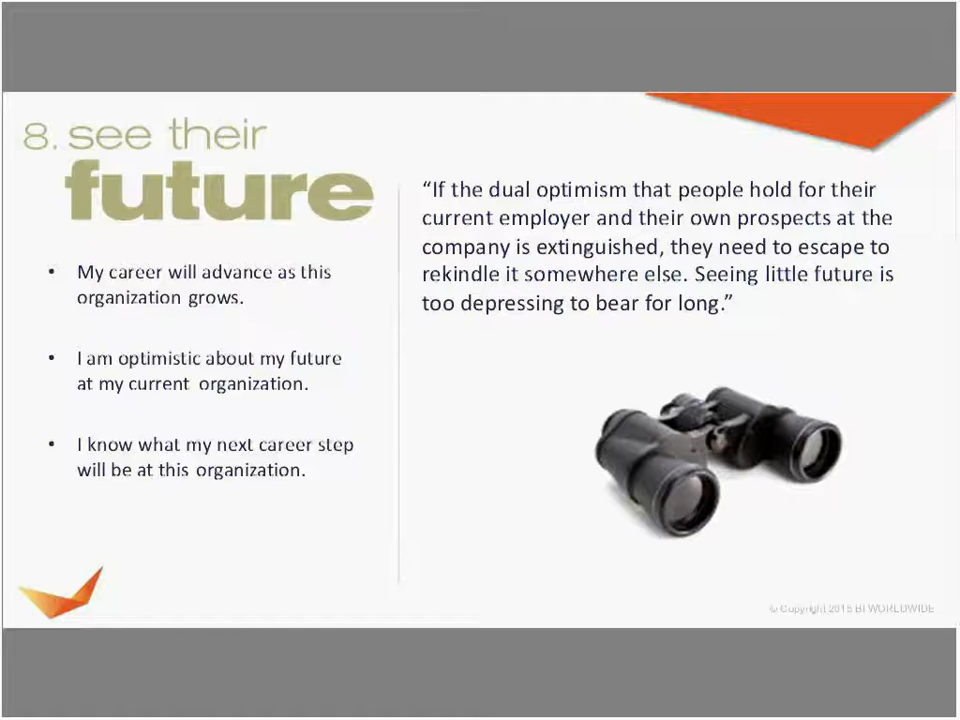 8. see their
future
• My career will advance as this
organization grows.
• I am optimistic about my future
at my current organization.
• I know what my next career step
will be at this organization.
“If the dual optimism that people hold for their
current employer and their own prospects at the
company is extinguished, they need to escape to
rekindle it somewhere else. Seeing little future is
too depressing to bear for long.”
© Copyright 2015 BI WORLDWIDE